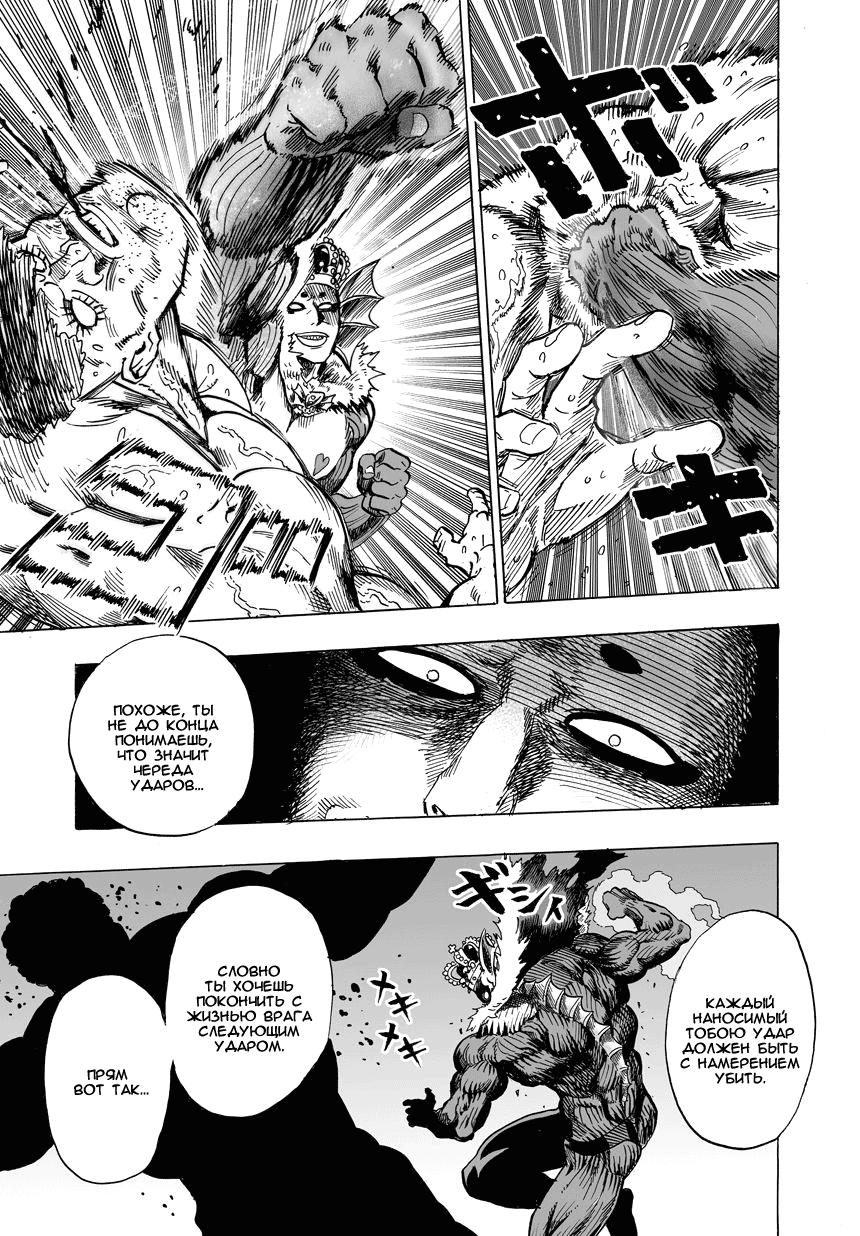 ボ
キ
ПОХОЖЕ, ТЫ
НЕ ДО КОНЦА
ПОНИМАЕШЬ,
ЧТО ЗНАЧИТ
ЧЕРЕДА
УДАРОВ...
ギシィ
КАЖДЫЙ
НАНОСИМЫЙ
ТОБОЮ УДАР
ДОЛЖЕН БЫТЬ
С НАМЕРЕНИЕМ
УБИТЬ.
СЛОВНО
ТЫ ХОЧЕШЬ
ПОКОНЧИТЬ С
ЖИЗНЬЮ ВРАГА
СЛЕДУЮЩИМ
УДАРОМ.
メキメキ
ПРЯМ
ВОТ ТАК...